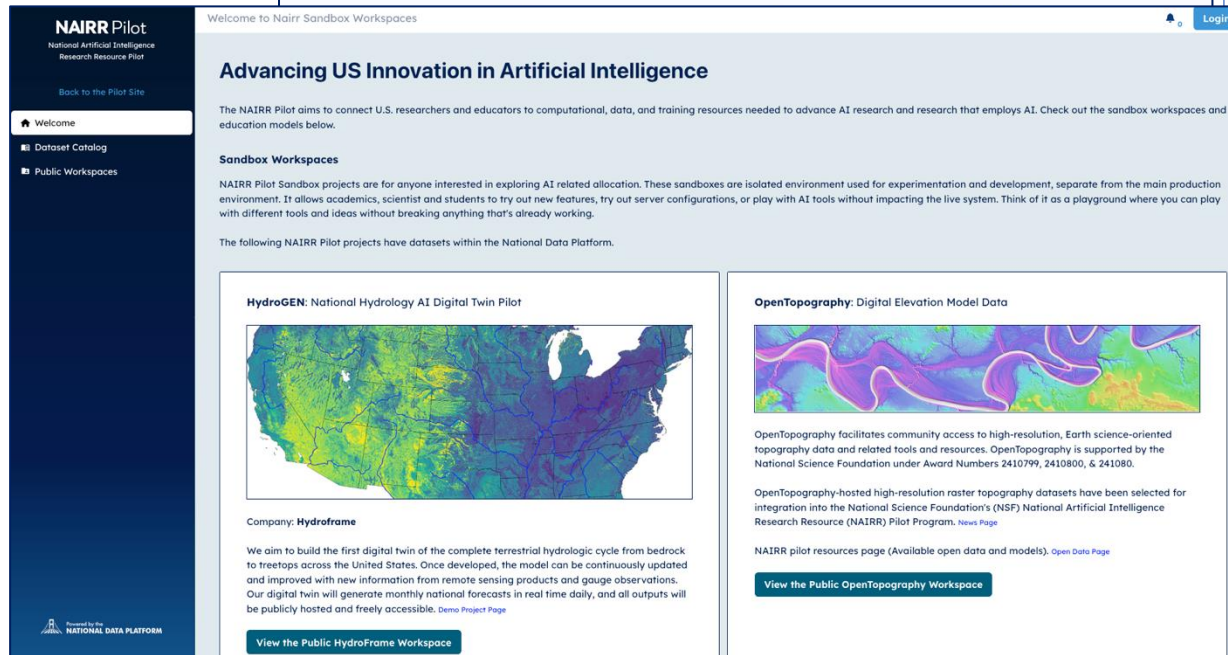 NAIRR Pilot
National Artificial Intelligence
Research Resource Pilot
Back to the Pilot Site
Welcome
Dataset Catalog
Public Workspaces
Powered by the
NATIONAL DATA PLATFORM
Welcome to Nairr Sandbox Workspaces
0
Login
Advancing US Innovation in Artificial Intelligence
The NAIRR Pilot aims to connect U.S. researchers and educators to computational, data, and training resources needed to advance AI research and research that employs AI. Check out the sandbox workspaces and
education models below.
Sandbox Workspaces
NAIRR Pilot Sandbox projects are for anyone interested in exploring AI related allocation. These sandboxes are isolated environment used for experimentation and development, separate from the main production
environment. It allows academics, scientist and students to try out new features, try out server configurations, or play with AI tools without impacting the live system. Think of it as a playground where you can play
with different tools and ideas without breaking anything that's already working.
The following NAIRR Pilot projects have datasets within the National Data Platform.
HydroGEN: National Hydrology AI Digital Twin Pilot
Company: Hydroframe
We aim to build the first digital twin of the complete terrestrial hydrologic cycle from bedrock
to treetops across the United States. Once developed, the model can be continuously updated
and improved with new information from remote sensing products and gauge observations.
Our digital twin will generate monthly national forecasts in real time daily, and all outputs will
be publicly hosted and freely accessible. Demo Project Page
View the Public HydroFrame Workspace
OpenTopography: Digital Elevation Model Data
OpenTopography facilitates community access to high-resolution, Earth science-oriented
topography data and related tools and resources. OpenTopography is supported by the
National Science Foundation under Award Numbers 2410799, 2410800, & 241080.
OpenTopography-hosted high-resolution raster topography datasets have been selected for
integration into the National Science Foundation's (NSF) National Artificial Intelligence
Research Resource (NAIRR) Pilot Program. News Page
NAIRR pilot resources page (Available open data and models). Open Data Page
View the Public OpenTopography Workspace